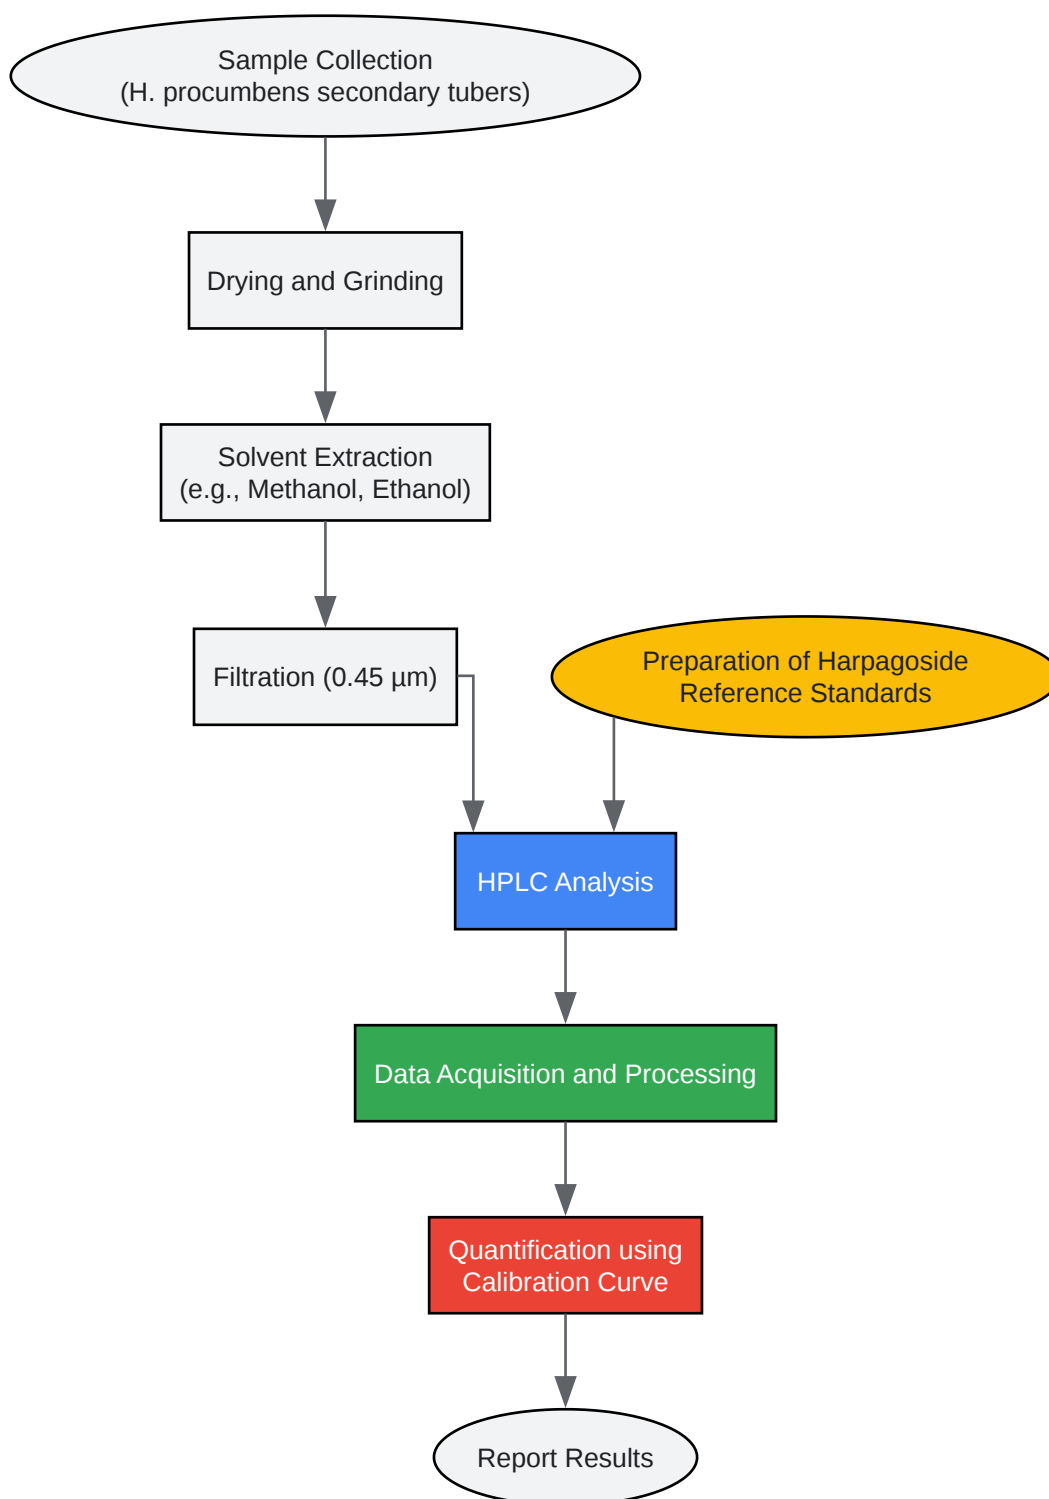 Sample Collection
(H. procumbens secondary tubers)
Drying and Grinding
Solvent Extraction
(e.g., Methanol, Ethanol)
Filtration (0.45 µm)
Preparation of Harpagoside
Reference Standards
HPLC Analysis
Data Acquisition and Processing
Quantification using
Calibration Curve
Report Results